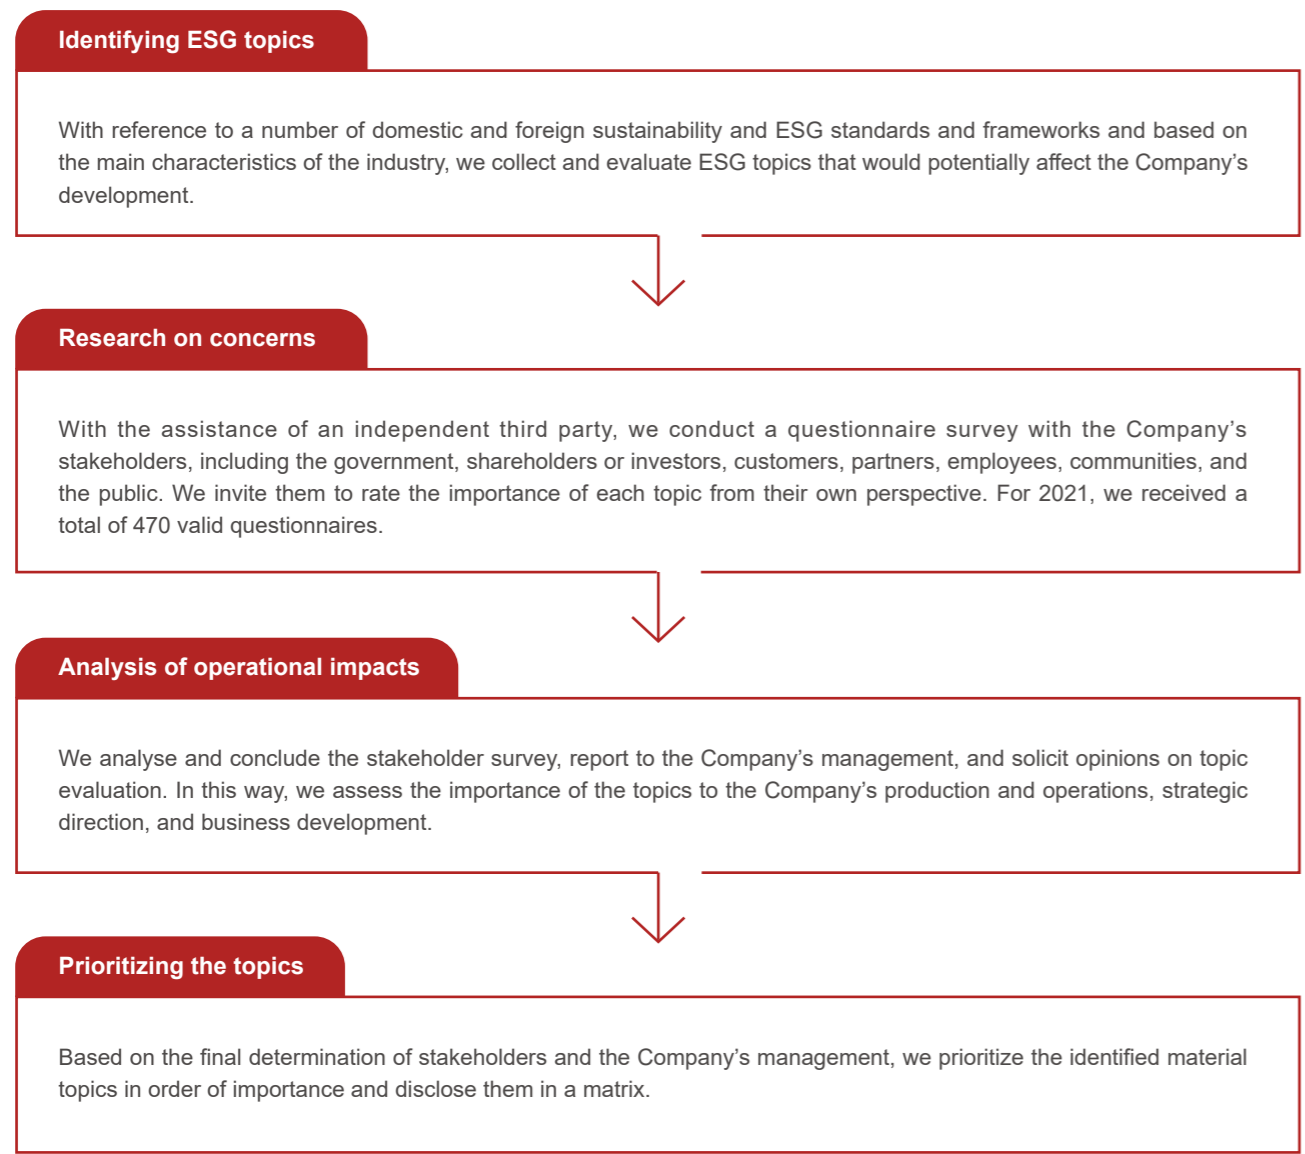 Identifying ESG topics
With reference to a number of domestic and foreign sustainability and ESG standards and frameworks and based on
the main characteristics of the industry, we collect and evaluate ESG topics that would potentially affect the Company’s
development.
Research on concerns
With the assistance of an independent third party, we conduct a questionnaire survey with the Company’s
stakeholders, including the government, shareholders or investors, customers, partners, employees, communities, and
the public. We invite them to rate the importance of each topic from their own perspective. For 2021, we received a
total of 470 valid questionnaires.
Analysis of operational impacts
We analyse and conclude the stakeholder survey, report to the Company’s management, and solicit opinions on topic
evaluation. In this way, we assess the importance of the topics to the Company’s production and operations, strategic
direction, and business development.
Prioritizing the topics
Based on the final determination of stakeholders and the Company’s management, we prioritize the identified material
topics in order of importance and disclose them in a matrix.